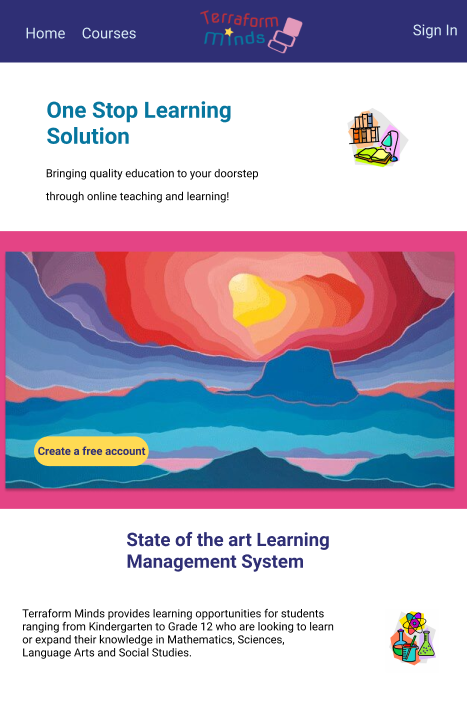 Home Courses Terraform Minds Sign In
One Stop Learning
Solution
Bringing quality education to your doorstep
through online teaching and learning!
Create a free account
State of the art Learning
Management System
Terraform Minds provides learning opportunities for students
ranging from Kindergarten to Grade 12 who are looking to learn
or expand their knowledge in Mathematics, Sciences,
Language Arts and Social Studies.